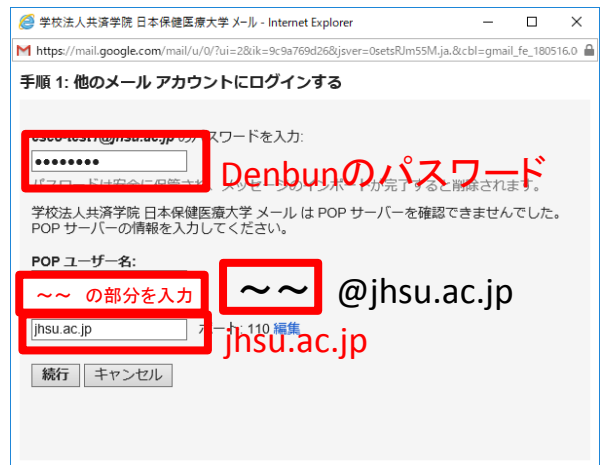 学校法人共済学院 日本保健医療大学 メール - Internet Explorer
https://mail.google.com/mail/u/0/?ui=2&ik=9c9a769d26&jsver=0setsRJm55M.ja.&cbl=gmail_fe_180516.0
手順 1: 他のメール アカウントにログインする
@jhsu.ac.jp のパスワードを入力:
••••••••
Denbunのパスワード
パスワードは安全に保管され、メッセージのインポートが完了すると削除されます。
学校法人共済学院 日本保健医療大学 メール は POP サーバーを確認できませんでした。
POP サーバーの情報を入力してください。
POP ユーザー名:
～～ の部分を入力
～～ @jhsu.ac.jp
jhsu.ac.jp ポート: 110 編集
jhsu.ac.jp
続行 キャンセル